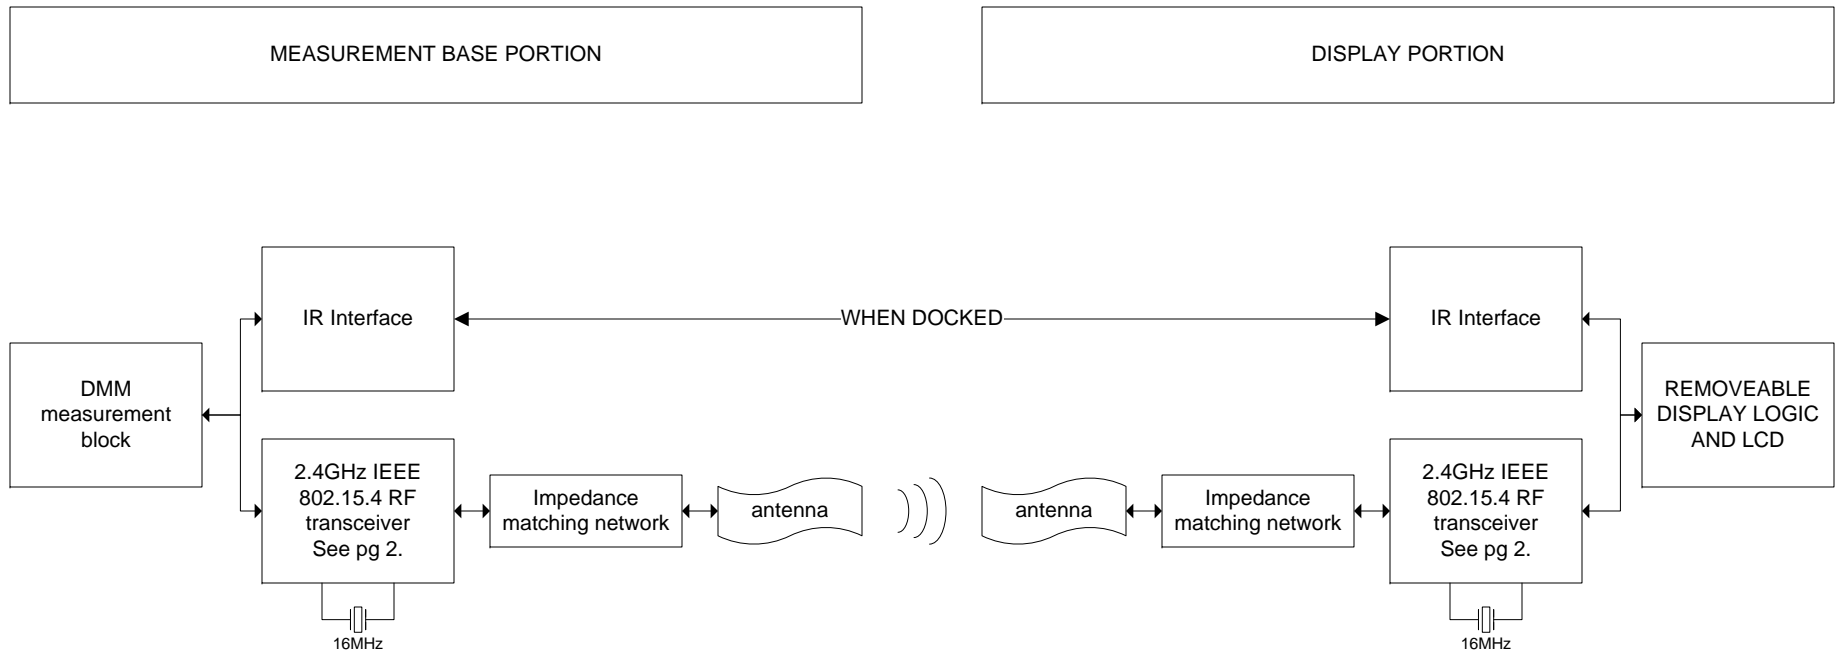 MEASUREMENT BASE PORTION
DISPLAY PORTION
IR Interface
WHEN DOCKED
IR Interface
DMM
measurement
block
REMOVEABLE
DISPLAY LOGIC
AND LCD
2.4GHz IEEE
802.15.4 RF
transceiver
See pg 2.
Impedance
matching network
antenna
antenna
Impedance
matching network
2.4GHz IEEE
802.15.4 RF
transceiver
See pg 2.
16MHz
16MHz